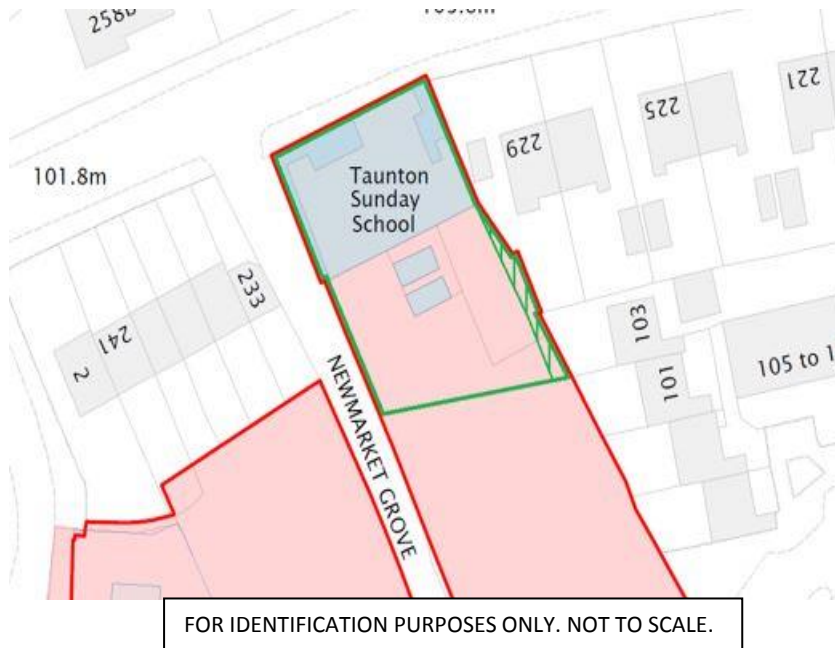 258b
101.8m
Taunton
Sunday
School
229
225
221
233
241
2
NEWMARKET GROVE
103
101
105 to 1
FOR IDENTIFICATION PURPOSES ONLY. NOT TO SCALE.